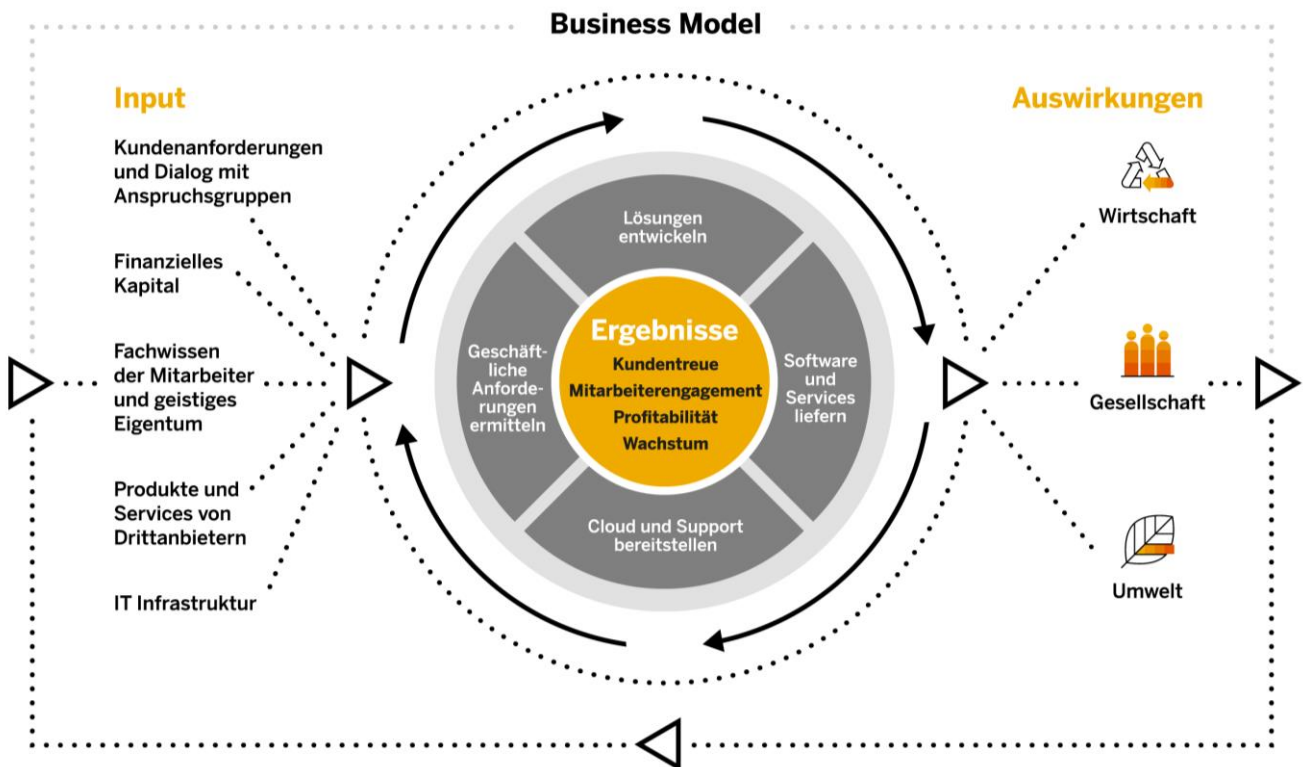 Business Model
Input
Kundenanforderungen
und Dialog mit
Anspruchsgruppen
Finanzielles
Kapital
Fachwissen
der Mitarbeiter
und geistiges
Eigentum
Produkte und
Services von
Drittanbietern
IT Infrastruktur
Lösungen
entwickeln
Geschäft-
liche
Anforde-
rungen
ermitteln
Ergebnisse
Kundentreue
Mitarbeiterengagement
Profitabilität
Wachstum
Software
und
Services
liefern
Cloud und Support
bereitstellen
Auswirkungen
Wirtschaft
Gesellschaft
Umwelt